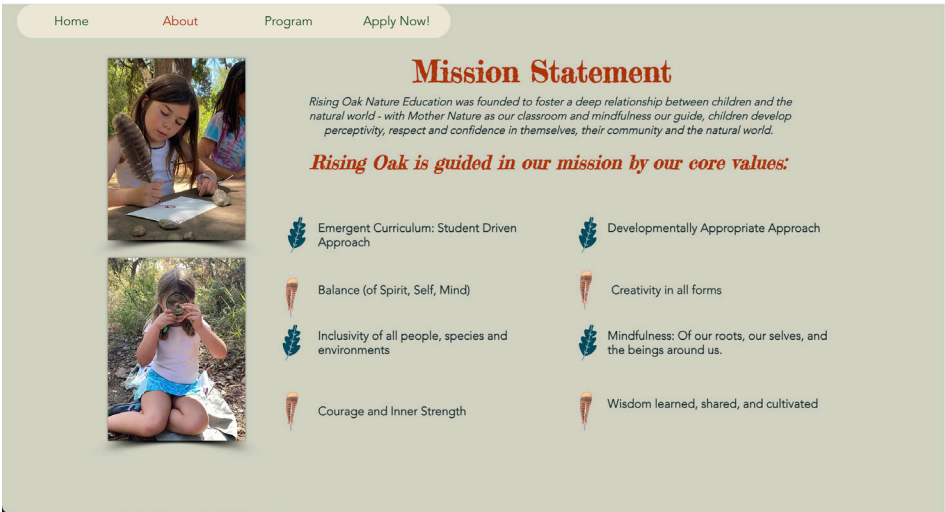 Home
About
Program
Apply Now!
Mission Statement
Rising Oak Nature Education was founded to foster a deep relationship between children and the
natural world - with Mother Nature as our classroom and mindfulness our guide, children develop
perceptivity, respect and confidence in themselves, their community and the natural world.
Rising Oak is guided in our mission by our core values:
Emergent Curriculum: Student Driven
Approach
Developmentally Appropriate Approach
Balance (of Spirit, Self, Mind)
Creativity in all forms
Inclusivity of all people, species and
environments
Mindfulness: Of our roots, our selves, and
the beings around us.
Courage and Inner Strength
Wisdom learned, shared, and cultivated